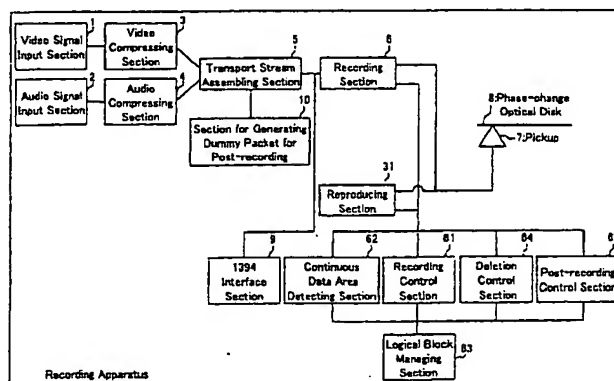 1
3
5
6
Video Signal
Input Section
Video
Compressing
Section
Transport Stream
Assembling Section
Recording
Section
2
4
Audio Signal
Input Section
Audio
Compressing
Section
10
Section for Generating
Dummy Packet for
Post-recording
8:Phase-change
Optical Disk
7:Pickup
31
Reproducing
Section
9
62
61
64
1394
Interface
Section
Continuous
Data Area
Detecting Section
Recording
Control
Section
Deletion
Control
Section
Post-recording
Control Section
Logical Block
Managing
Section
63
Recording Apparatus